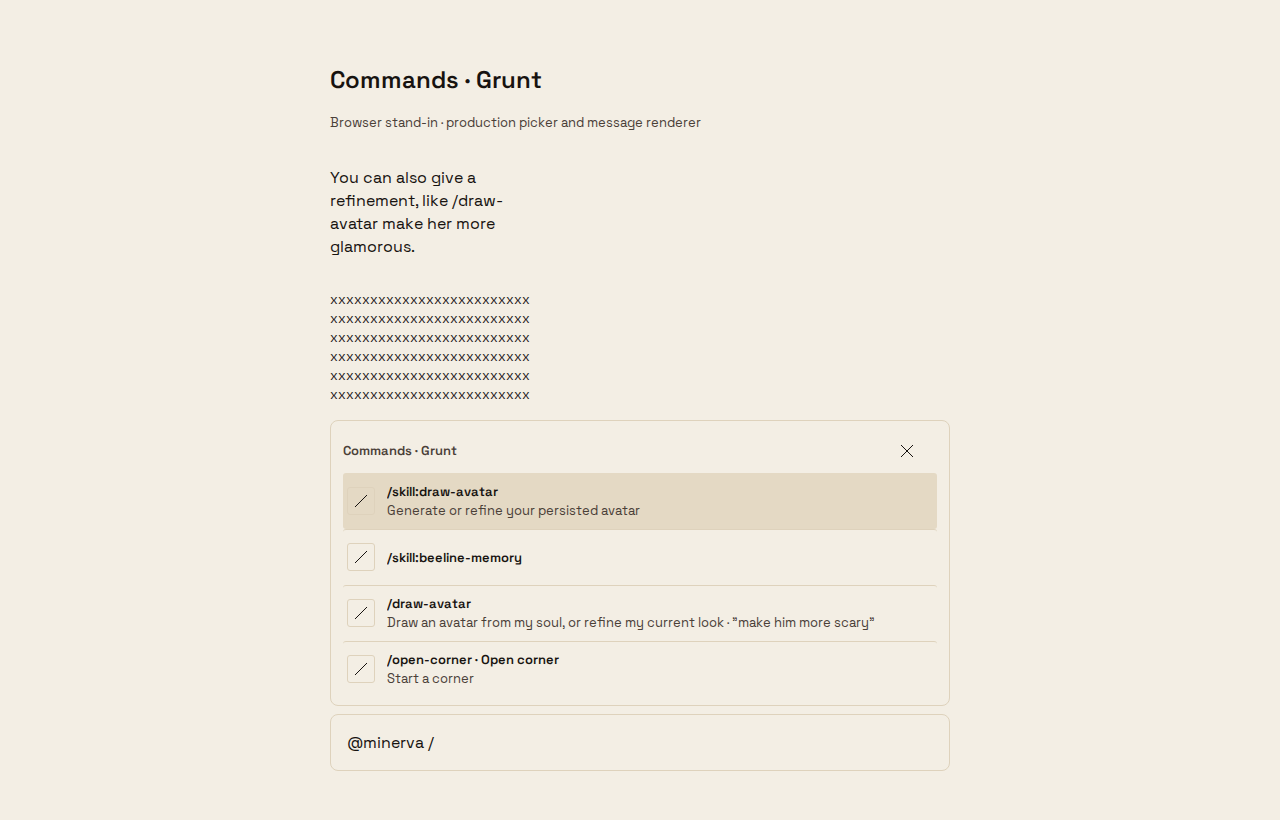 Commands · Grunt
Browser stand-in · production picker and message renderer
You can also give a
refinement, like /draw-
avatar make her more
glamorous.
xxxxxxxxxxxxxxxxxxxxxxxxx
xxxxxxxxxxxxxxxxxxxxxxxxx
xxxxxxxxxxxxxxxxxxxxxxxxx
xxxxxxxxxxxxxxxxxxxxxxxxx
xxxxxxxxxxxxxxxxxxxxxxxxx
xxxxxxxxxxxxxxxxxxxxxxxxx
Commands · Grunt
/skill:draw-avatar
Generate or refine your persisted avatar
/skill:beeline-memory
/draw-avatar
Draw an avatar from my soul, or refine my current look · "make him more scary"
/open-corner · Open corner
Start a corner
@minerva /